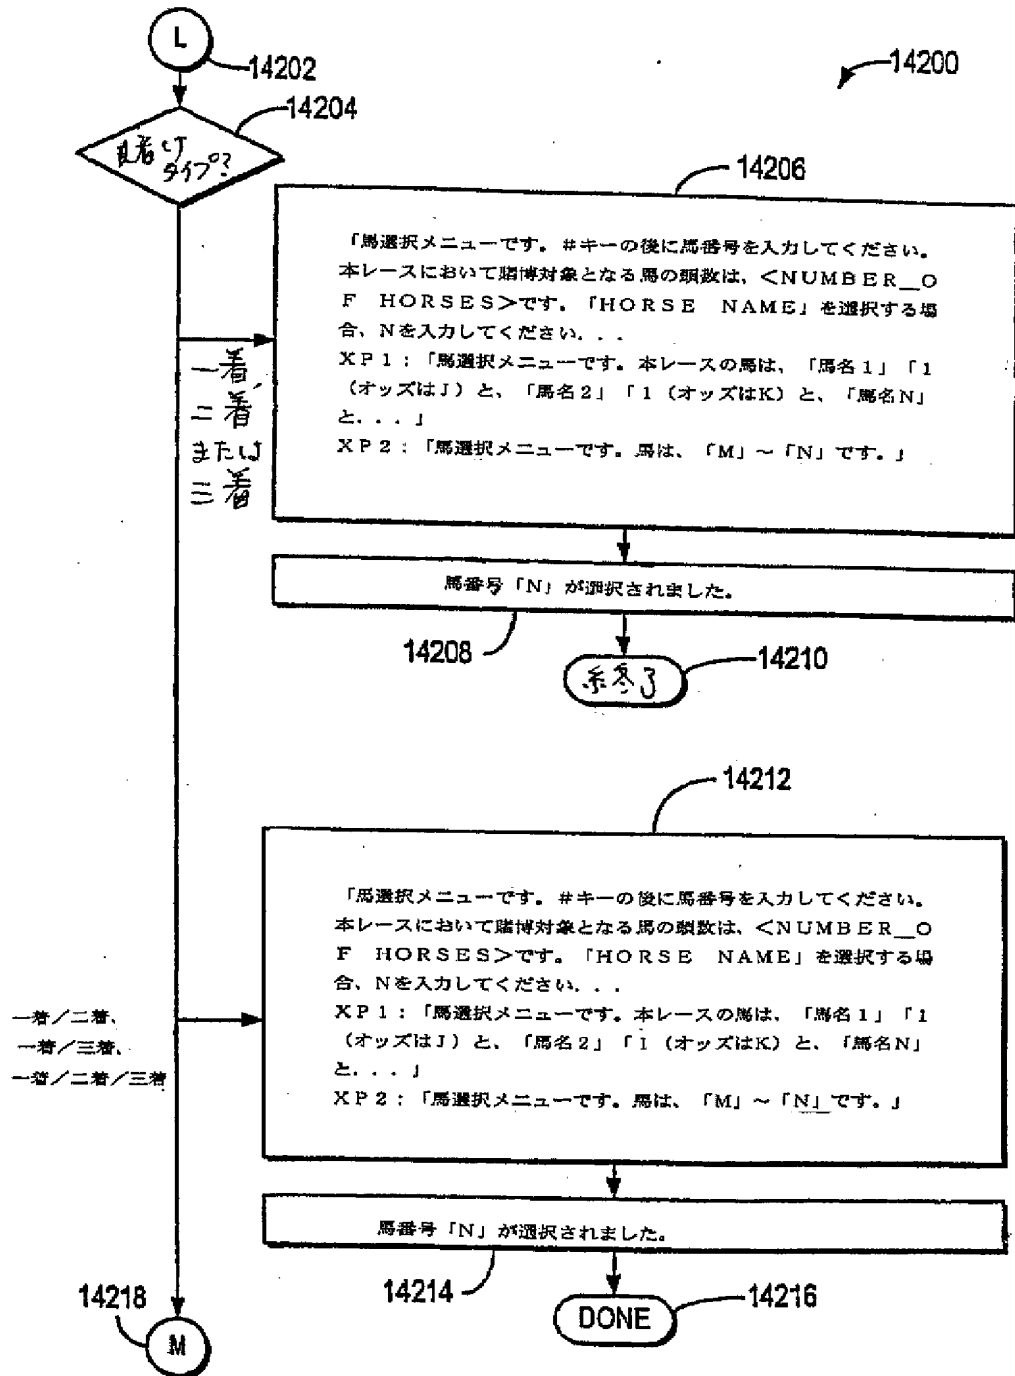 L
14202
14200
14204
賭け
タイプ?
14206
「馬選択メニューです。#キーの後に馬番号を入力してください。
本レースにおいて賭博対象となる馬の頭数は、<NUMBER_O
F HORSES>です。「HORSE NAME」を選択する場
合、Nを入力してください...
XP1:「馬選択メニューです。本レースの馬は、「馬名1」「1
(オッズはJ)と、「馬名2」「1(オッズはK)と、「馬名N」
と...」
XP2:「馬選択メニューです。馬は、「M」~「N」です。」
一着、
二着
または
三着
馬番号「N」が選択されました。
14208
終了
14210
14212
「馬選択メニューです。#キーの後に馬番号を入力してください。
本レースにおいて賭博対象となる馬の頭数は、<NUMBER_O
F HORSES>です。「HORSE NAME」を選択する場
合、Nを入力してください...
XP1:「馬選択メニューです。本レースの馬は、「馬名1」「1
(オッズはJ)と、「馬名2」「1(オッズはK)と、「馬名N」
と...」
XP2:「馬選択メニューです。馬は、「M」~「N」です。」
一着/二着、
一着/三着、
一着/二着/三着
馬番号「N」が選択されました。
14214
DONE
14216
14218
M